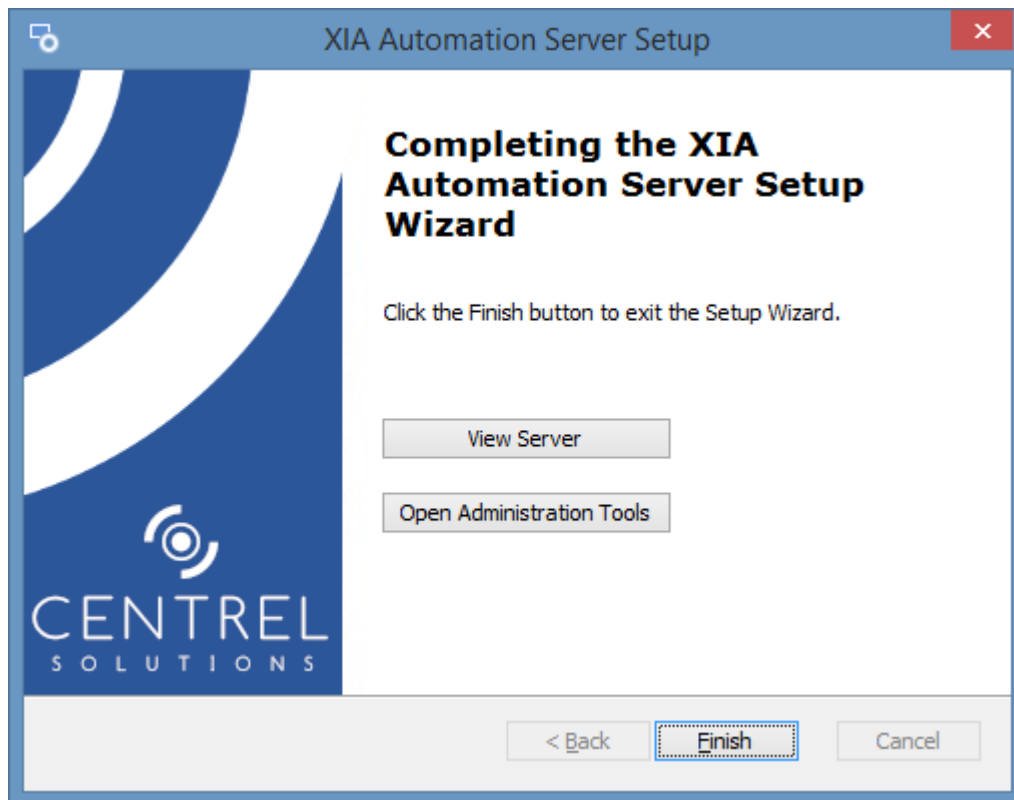 XIA Automation Server Setup
Completing the XIA
Automation Server Setup
Wizard
Click the Finish button to exit the Setup Wizard.
View Server
Open Administration Tools
CENTREL
SOLUTIONS
< Back
Finish
Cancel